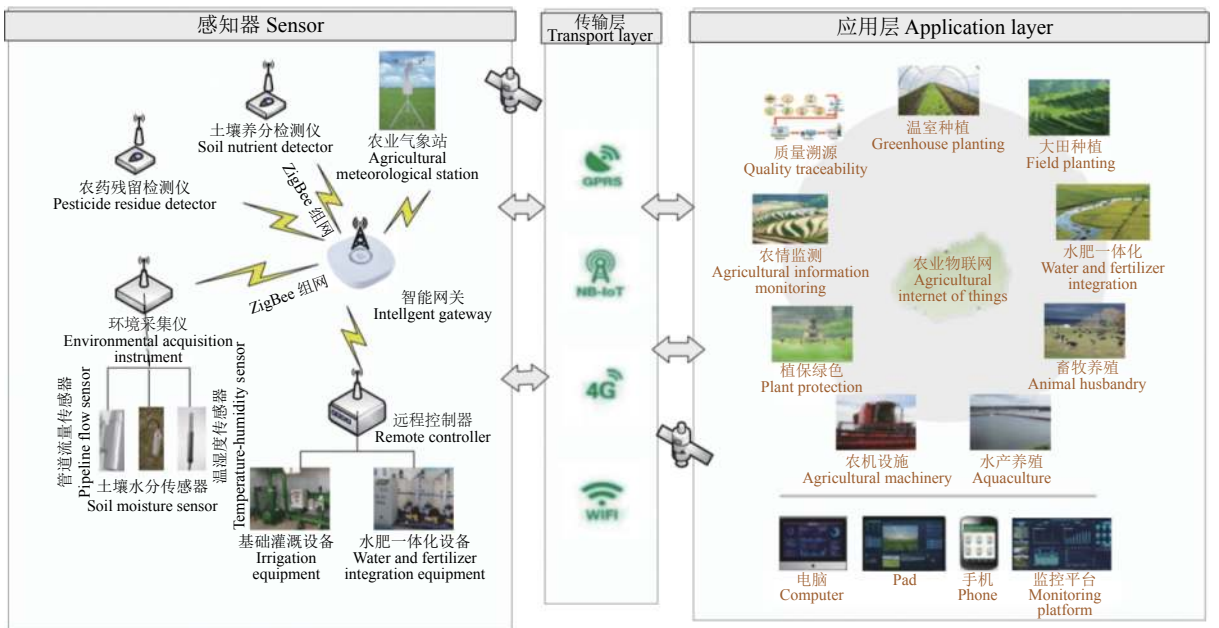 感知器 Sensor
土壤养分检测仪
Soil nutrient detector
农业气象站
Agricultural
meteorological station
农药残留检测仪
Pesticide residue detector
ZigBee 组网
ZigBee 组网
智能网关
Intellgent gateway
环境采集仪
Environmental acquisition
instrument
管道流量传感器
Pipeline flow sensor
温湿度传感器
Temperature-humidity sensor
土壤水分传感器
Soil moisture sensor
远程控制器
Remote controller
基础灌溉设备
Irrigation
equipment
水肥一体化设备
Water and fertilizer
integration equipment
传输层
Transport layer
GPRS
NB-IoT
4G
WIFI
应用层 Application layer
温室种植
Greenhouse planting
质量溯源
Quality traceability
大田种植
Field planting
农情监测
Agricultural information
monitoring
农业物联网
Agricultural
internet of things
水肥一体化
Water and fertilizer
integration
植保绿色
Plant protection
畜牧养殖
Animal husbandry
农机设施
Agricultural machinery
水产养殖
Aquaculture
电脑
Computer
Pad
手机
Phone
监控平台
Monitoring
platform